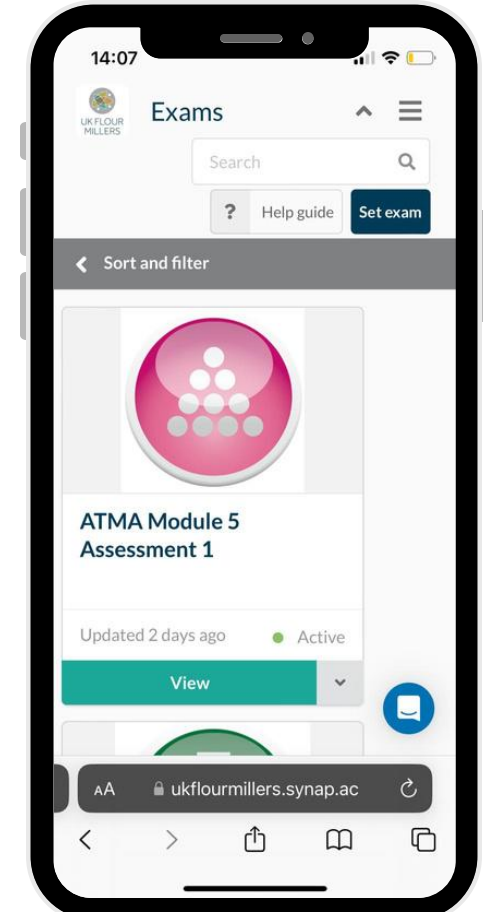 14:07
UK FLOUR
MILLERS
Exams
Search
? Help guide
Set exam
Sort and filter
ATMA Module 5
Assessment 1
Updated 2 days ago
Active
View
AA
ukflourmillers.synap.ac